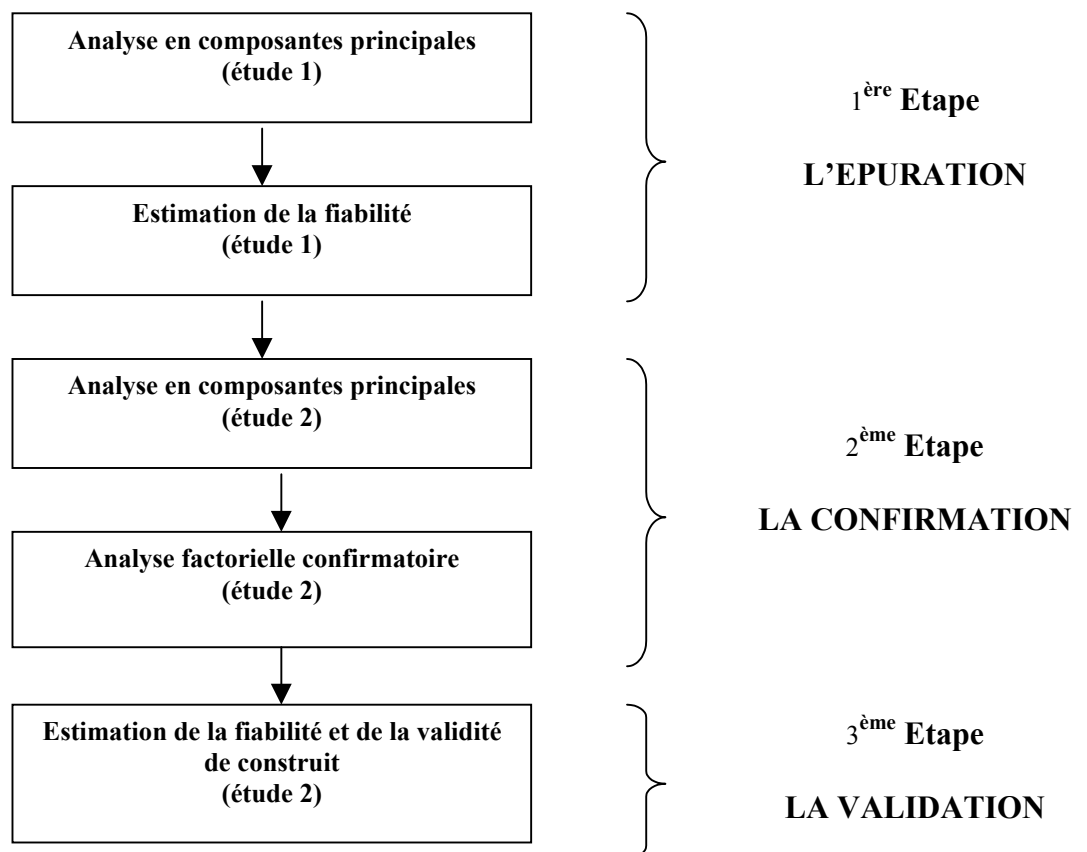 Analyse en composantes principales
(étude 1)
1ère Etape
L’EPURATION
Estimation de la fiabilité
(étude 1)
Analyse en composantes principales
(étude 2)
2ème Etape
LA CONFIRMATION
Analyse factorielle confirmatoire
(étude 2)
Estimation de la fiabilité et de la validité
de construit
(étude 2)
3ème Etape
LA VALIDATION